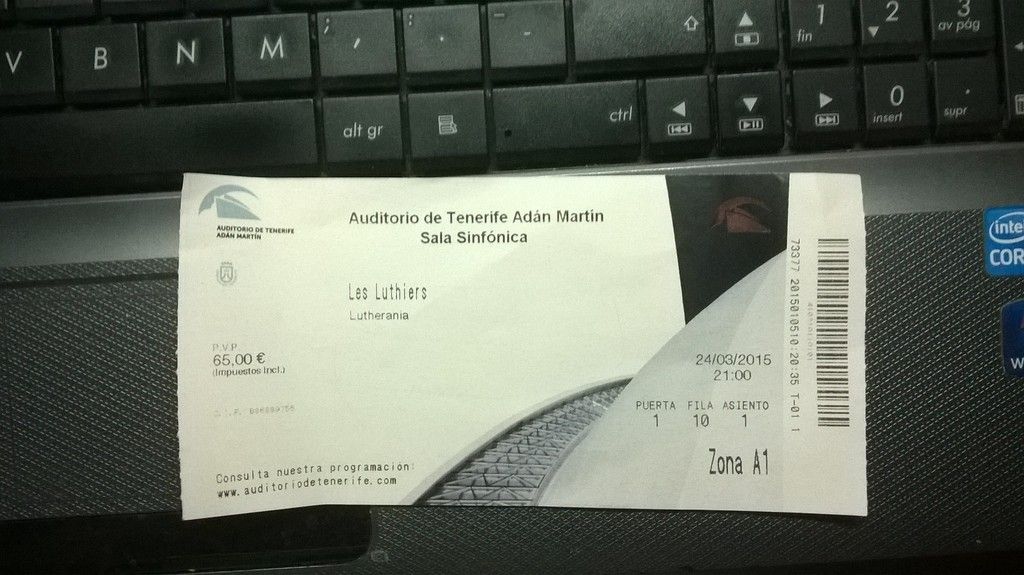 V B N M ; , : . _ - 1 fin 2 3 av pág
alt gr ctrl 0 insert . supr
AUDITORIO DE TENERIFE
ADÁN MARTÍN
Auditorio de Tenerife Adán Martín
Sala Sinfónica
Les Luthiers
Lutherania
P.V.P
65,00 €
(Impuestos Incl.)
24/03/2015
21:00
PUERTA FILA ASIENTO
1 10 1
Zona A1
Consulta nuestra programación:
www.auditoriodetenerife.com
73377 2015010510:20:35 T-01 1
intel
COR
W